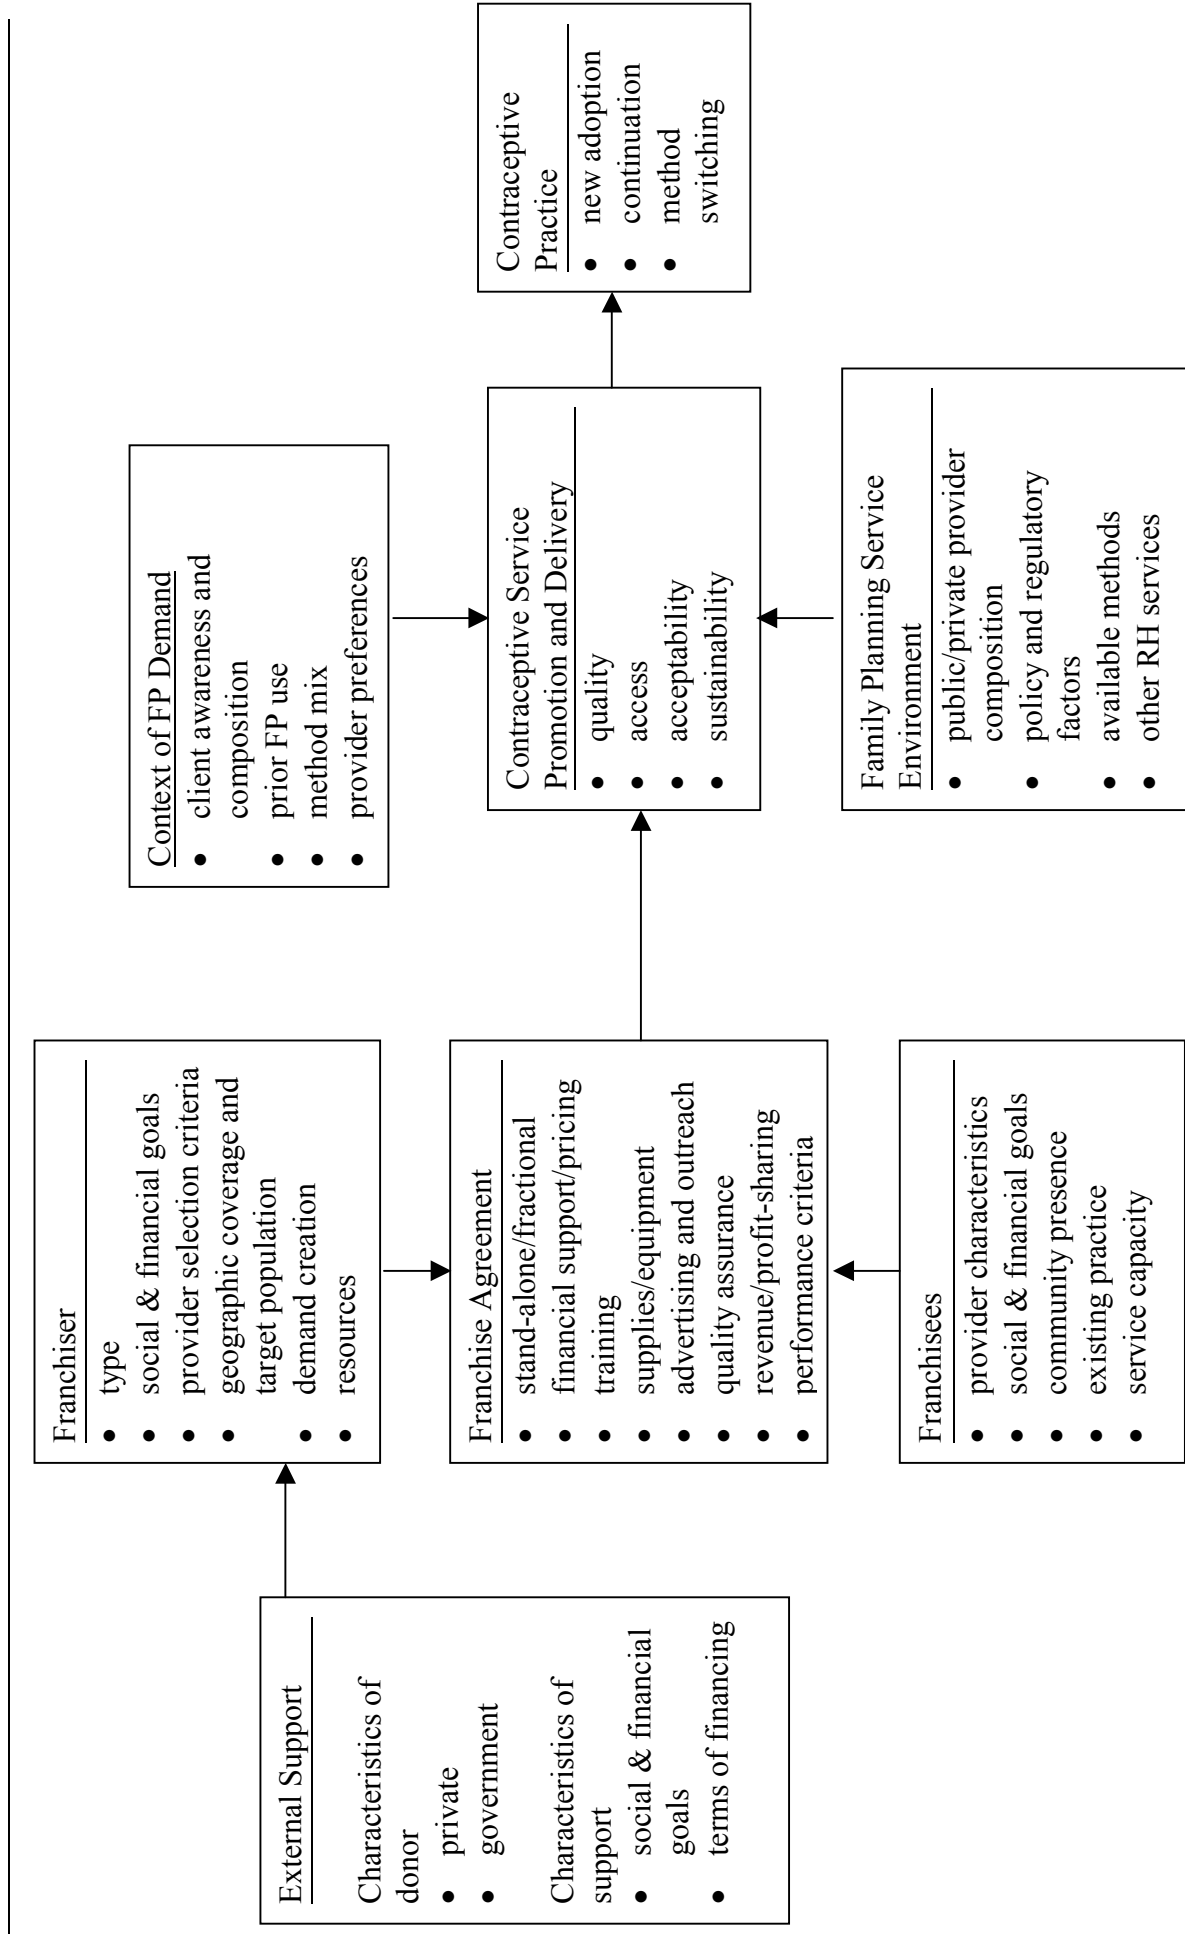 External Support
Characteristics of
donor
• private
• government
Characteristics of
support
• social & financial
goals
• terms of financing
Franchiser
• type
• social & financial goals
• provider selection criteria
• geographic coverage and
target population
• demand creation
• resources
Franchise Agreement
• stand-alone/fractional
• financial support/pricing
• training
• supplies/equipment
• advertising and outreach
• quality assurance
• revenue/profit-sharing
• performance criteria
Franchisees
• provider characteristics
• social & financial goals
• community presence
• existing practice
• service capacity
Context of FP Demand
• client awareness and
composition
• prior FP use
• method mix
• provider preferences
Contraceptive Service
Promotion and Delivery
• quality
• access
• acceptability
• sustainability
Family Planning Service
Environment
• public/private provider
composition
• policy and regulatory
factors
• available methods
• other RH services
Contraceptive
Practice
• new adoption
• continuation
• method
switching